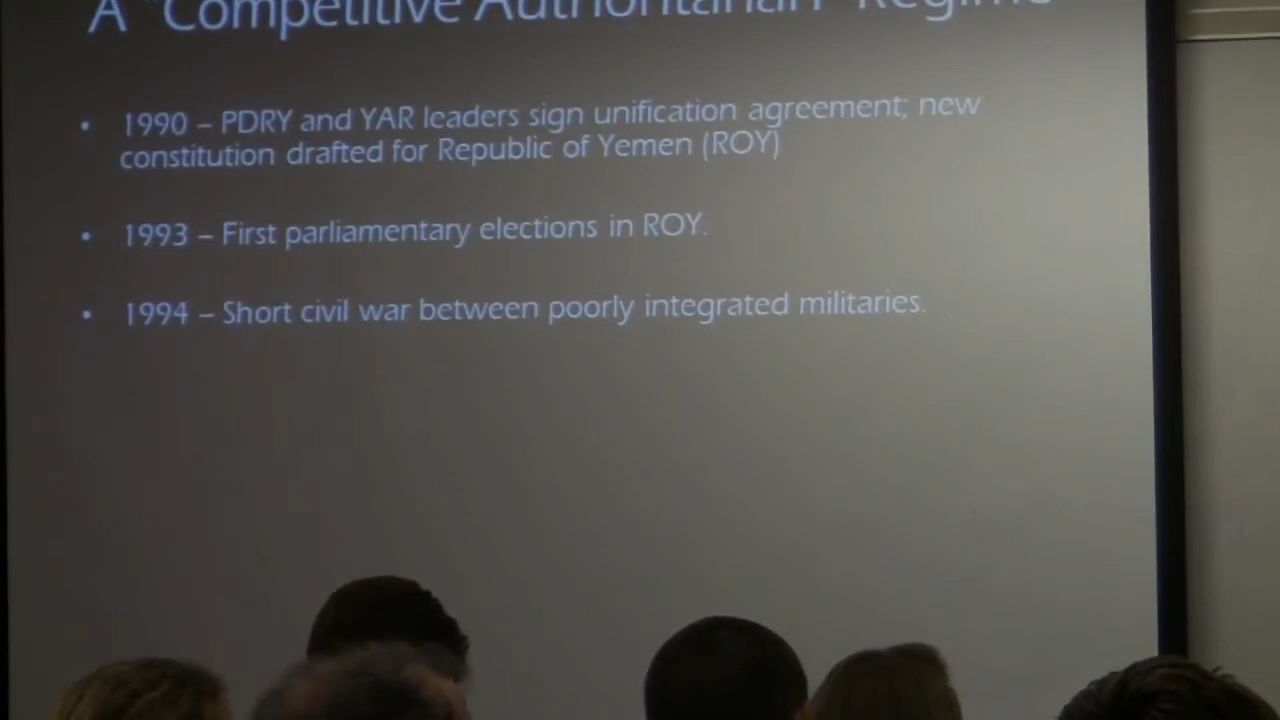 A "Competitive Authoritarian" Regime
• 1990 – PDRY and YAR leaders sign unification agreement; new
constitution drafted for Republic of Yemen (ROY)
• 1993 – First parliamentary elections in ROY.
• 1994 – Short civil war between poorly integrated militaries.